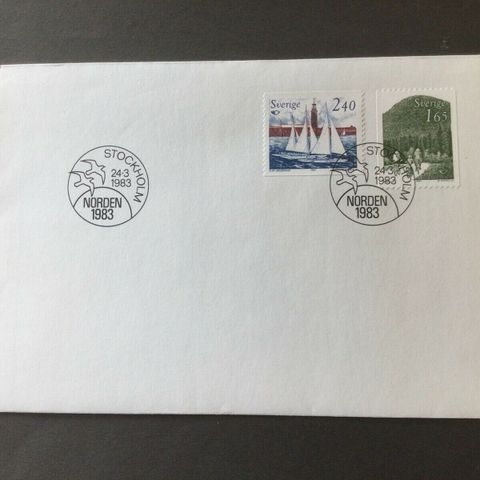 Sverige
2.40
Sverige
1.65
STOCKHOLM
24·3
1983
NORDEN
1983
STOCKHOLM
24·3
1983
NORDEN
1983